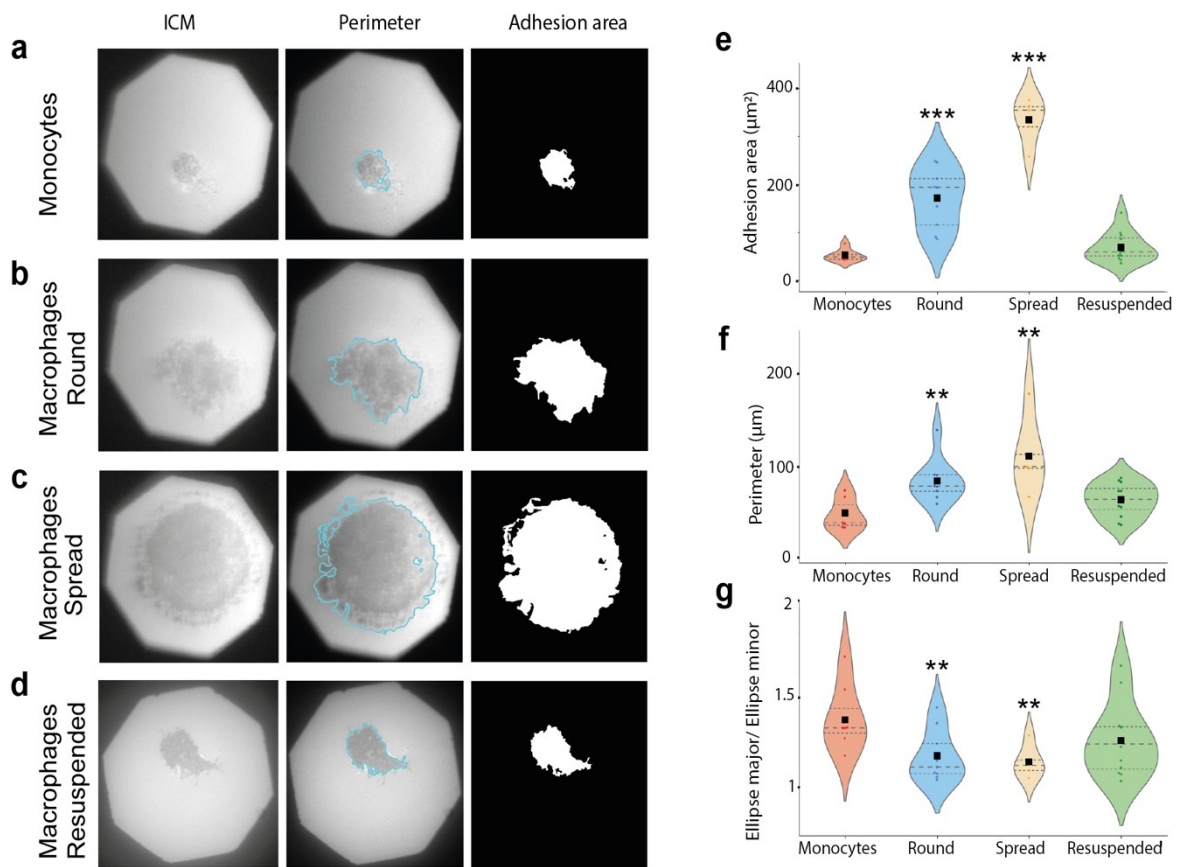 ICM Perimeter Adhesion area
a
Monocytes
b
Macrophages
Round
c
Macrophages
Spread
d
Macrophages
Resuspended
e
Adhesion area (µm²)
400
200
0
***
***
Monocytes Round Spread Resuspended
f
Perimeter (µm)
200
100
0
**
**
Monocytes Round Spread Resuspended
g
Ellipse major/ Ellipse minor
2
1.5
1
**
**
Monocytes Round Spread Resuspended